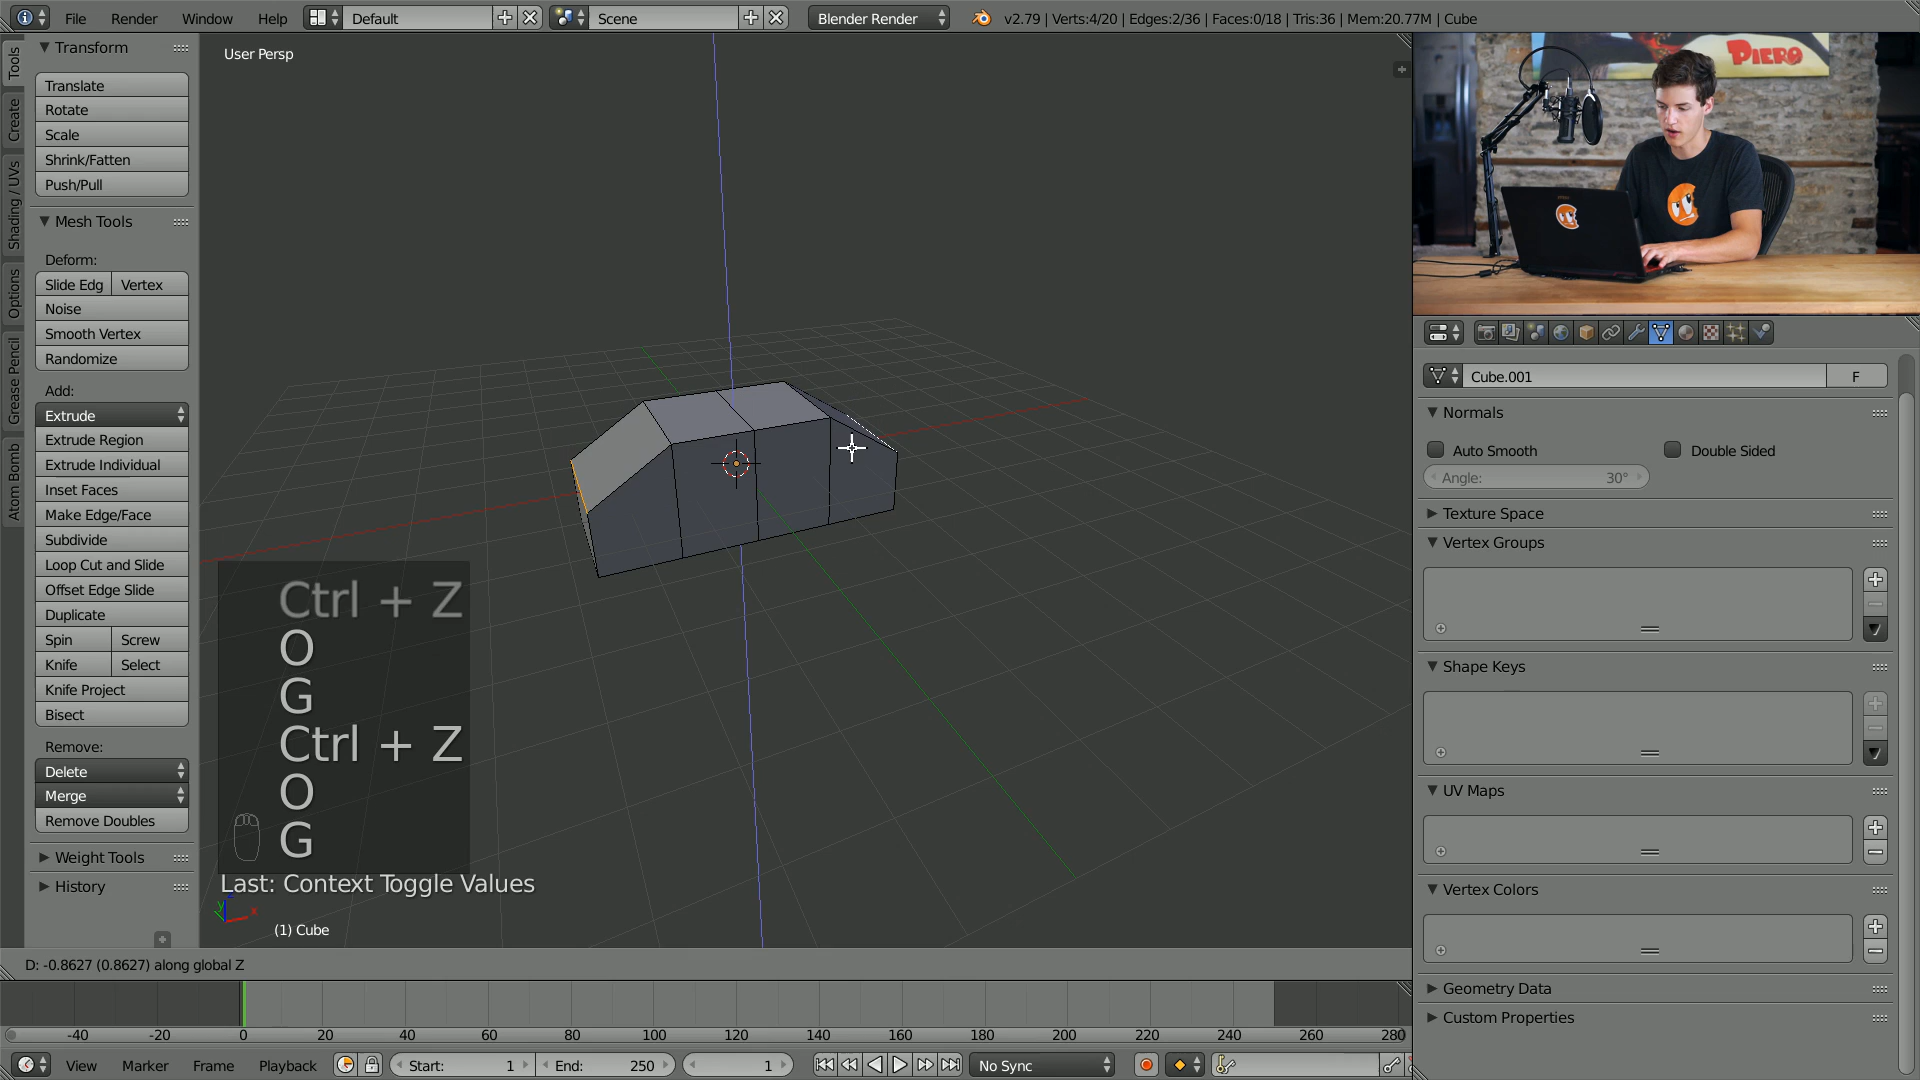 File Render Window Help Default Scene Blender Render v2.79 | Verts:4/20 | Edges:2/36 | Faces:0/18 | Tris:36 | Mem:20.77M | Cube
Tools
Create
Shading / UVs
Options
Grease Pencil
Atom Bomb
Transform
Translate
Rotate
Scale
Shrink/Fatten
Push/Pull
Mesh Tools
Deform:
Slide Edg Vertex
Noise
Smooth Vertex
Randomize
Add:
Extrude
Extrude Region
Extrude Individual
Inset Faces
Make Edge/Face
Subdivide
Loop Cut and Slide
Offset Edge Slide
Duplicate
Spin Screw
Knife Select
Knife Project
Bisect
Remove:
Delete
Merge
Remove Doubles
Weight Tools
History
User Persp
Ctrl + Z
O
G
Ctrl + Z
O
G
Last: Context Toggle Values
y x
(1) Cube
D: -0.8627 (0.8627) along global Z
PIERO
Cube.001 F
Normals
Auto Smooth Double Sided
Angle: 30°
Texture Space
Vertex Groups
Shape Keys
UV Maps
Vertex Colors
Geometry Data
Custom Properties
-40 -20 0 20 40 60 80 100 120 140 160 180 200 220 240 260 280
View Marker Frame Playback Start: 1 End: 250 1 No Sync